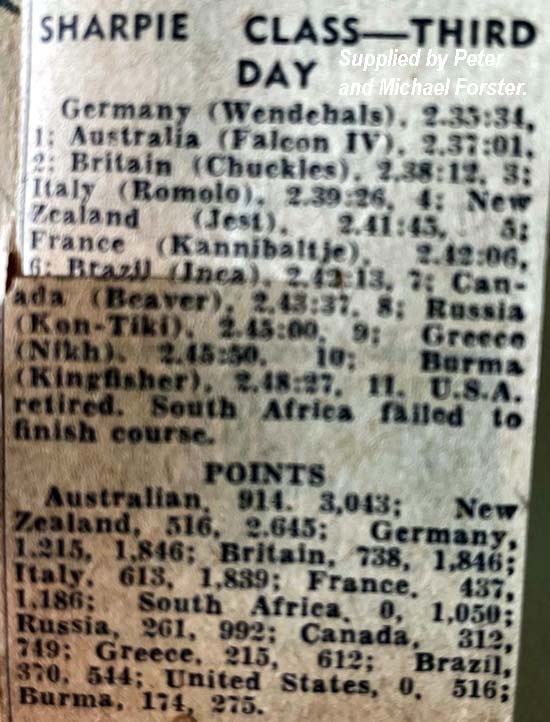 SHARPIE CLASS—THIRD
DAY
Supplied by Peter
and Michael Forster.
Germany (Wendehals), 2.35:34,
1; Australia (Falcon IV), 2.37:01,
2; Britain (Chuckles), 2.38:12, 3;
Italy (Romolo), 2.39:26, 4; New
Zealand (Jest), 2.41:45, 5;
France (Kannibaltje), 2.42:06,
6; Brazil (Inca), 2.42:13, 7; Can-
ada (Beaver), 2.43:37, 8; Russia
(Kon-Tiki), 2.45:00, 9; Greece
(Nikh), 2.45:50, 10; Burma
(Kingfisher), 2.48:27, 11. U.S.A.
retired. South Africa failed to
finish course.
POINTS
Australian, 914, 3,043; New
Zealand, 516, 2,645; Germany,
1,215, 1,846; Britain, 738, 1,846;
Italy, 613, 1,839; France, 437,
1,186; South Africa, 0, 1,050;
Russia, 261, 992; Canada, 312,
749; Greece, 215, 612; Brazil,
370, 544; United States, 0, 516;
Burma, 174, 275.